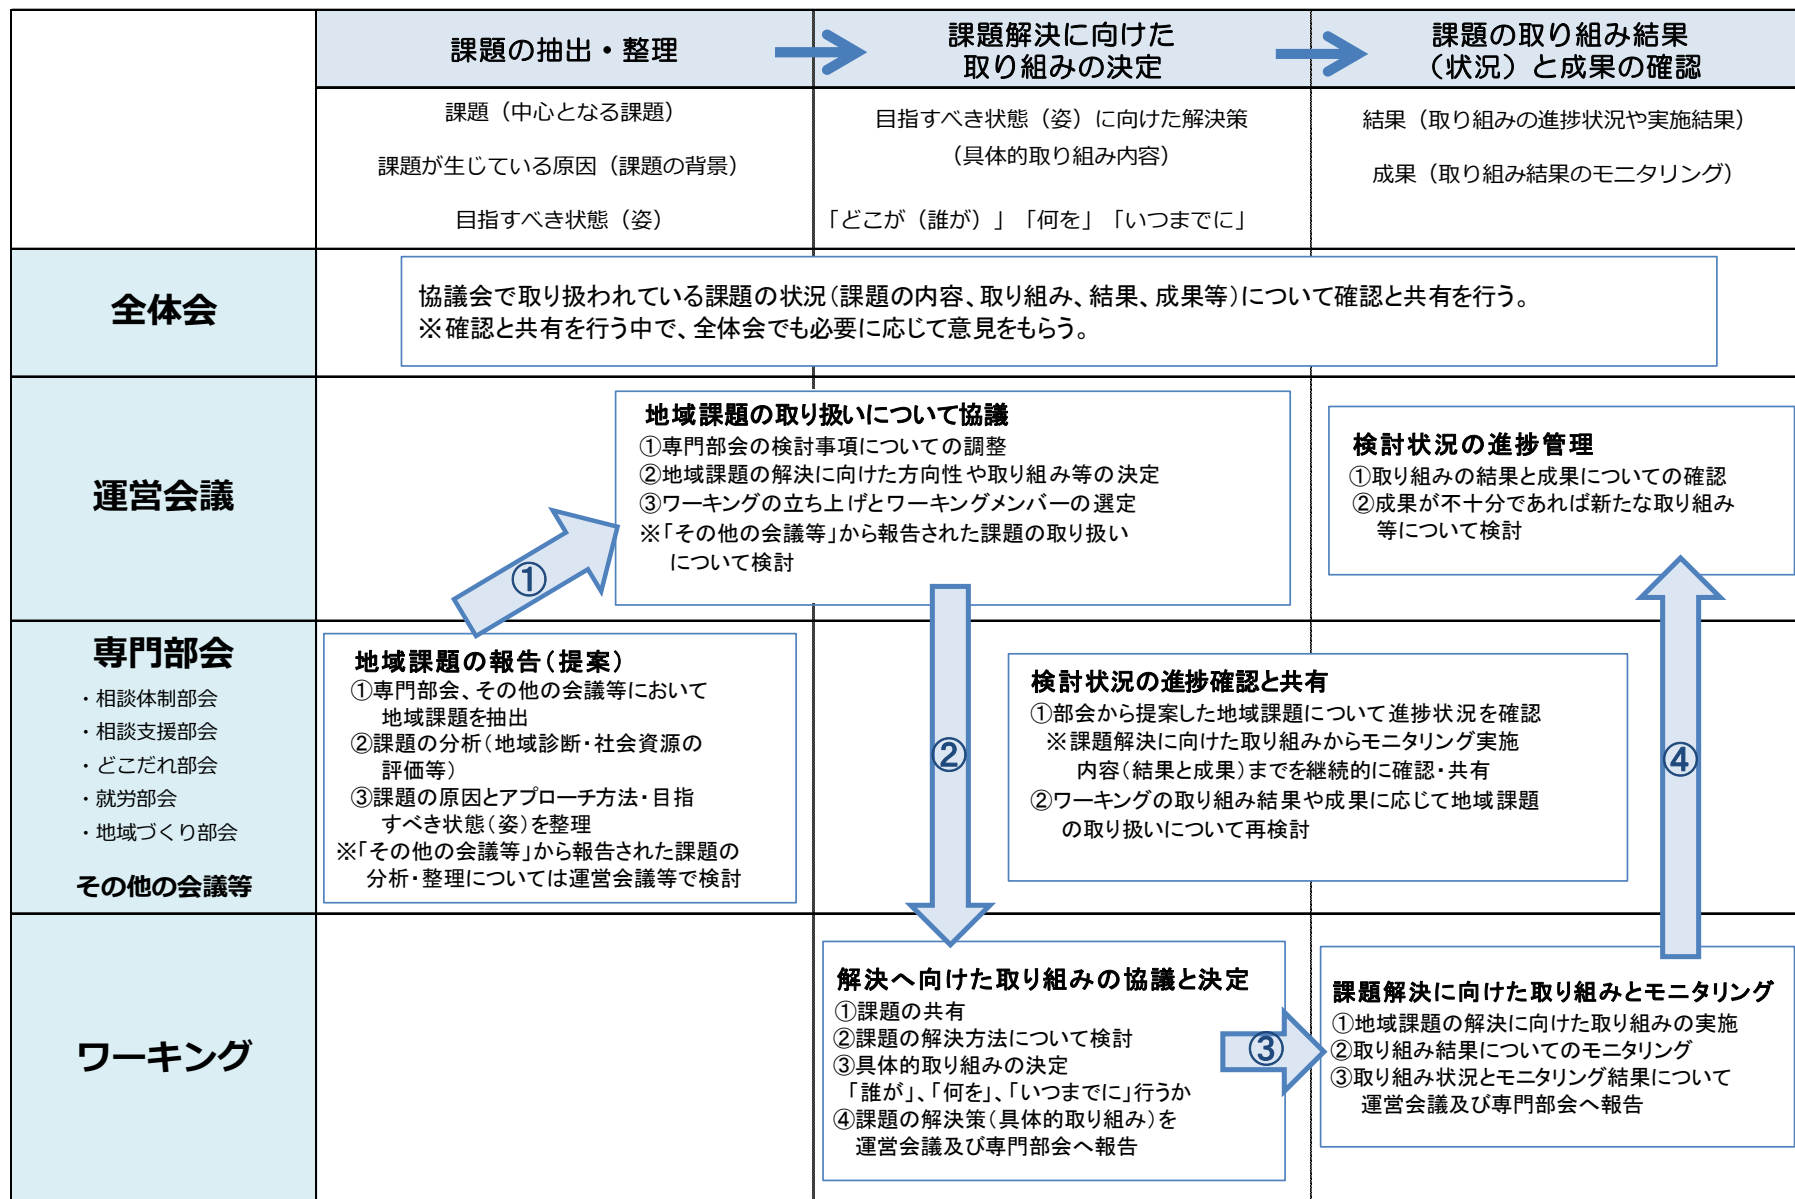 課題の抽出・整理
課題解決に向けた
取り組みの決定
課題の取り組み結果
（状況）と成果の確認
課題（中心となる課題）
課題が生じている原因（課題の背景）
目指すべき状態（姿）
目指すべき状態（姿）に向けた解決策
（具体的取り組み内容）
「どこが（誰が）」「何を」「いつまでに」
結果（取り組みの進捗状況や実施結果）
成果（取り組み結果のモニタリング）
全体会
協議会で取り扱われている課題の状況（課題の内容、取り組み、結果、成果等）について確認と共有を行う。
※確認と共有を行う中で、全体会でも必要に応じて意見をもらう。
運営会議
地域課題の取り扱いについて協議
①専門部会の検討事項についての調整
②地域課題の解決に向けた方向性や取り組み等の決定
③ワーキングの立ち上げとワーキングメンバーの選定
※「その他の会議等」から報告された課題の取り扱い
について検討
検討状況の進捗管理
①取り組みの結果と成果についての確認
②成果が不十分であれば新たな取り組み
等について検討
①
専門部会
・相談体制部会
・相談支援部会
・どこだれ部会
・就労部会
・地域づくり部会
その他の会議等
地域課題の報告（提案）
①専門部会、その他の会議等において
地域課題を抽出
②課題の分析（地域診断・社会資源の
評価等）
③課題の原因とアプローチ方法・目指
すべき状態（姿）を整理
※「その他の会議等」から報告された課題の
分析・整理については運営会議等で検討
②
検討状況の進捗確認と共有
①部会から提案した地域課題について進捗状況を確認
※課題解決に向けた取り組みからモニタリング実施
内容（結果と成果）までを継続的に確認・共有
②ワーキングの取り組み結果や成果に応じて地域課題
の取り扱いについて再検討
④
ワーキング
解決へ向けた取り組みの協議と決定
①課題の共有
②課題の解決方法について検討
③具体的取り組みの決定
「誰が」、「何を」、「いつまでに」行うか
④課題の解決策（具体的取り組み）を
運営会議及び専門部会へ報告
③
課題解決に向けた取り組みとモニタリング
①地域課題の解決に向けた取り組みの実施
②取り組み結果についてのモニタリング
③取り組み状況とモニタリング結果について
運営会議及び専門部会へ報告